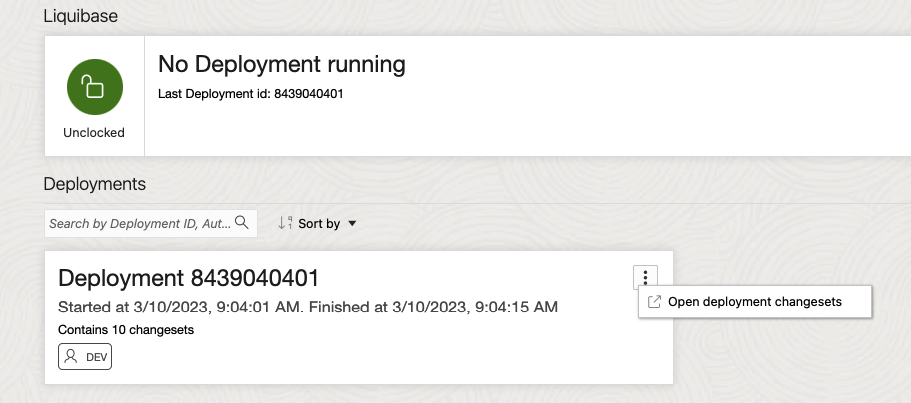 Liquibase
No Deployment running
Last Deployment id: 8439040401
Unclocked
Deployments
Search by Deployment ID, Aut...
Sort by
Deployment 8439040401
Started at 3/10/2023, 9:04:01 AM. Finished at 3/10/2023, 9:04:15 AM
Open deployment changesets
Contains 10 changesets
DEV